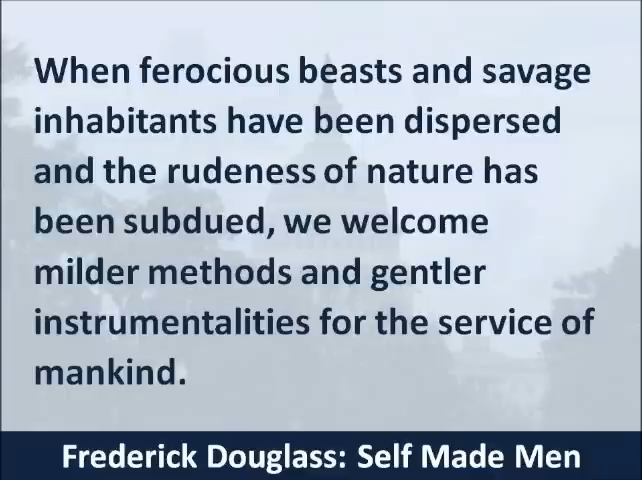 When ferocious beasts and savage
inhabitants have been dispersed
and the rudeness of nature has
been subdued, we welcome
milder methods and gentler
instrumentalities for the service of
mankind.
Frederick Douglass: Self Made Men